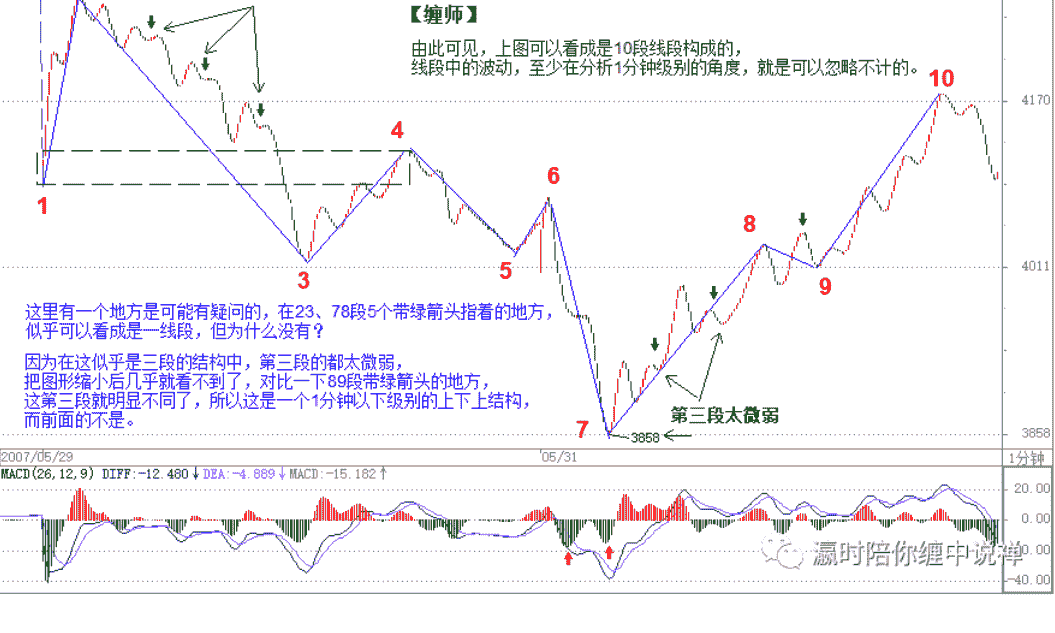 【缠师】
由此可见，上图可以看成是10段线段构成的，
线段中的波动，至少在分析1分钟级别的角度，就是可以忽略不计的。
10
4170
4
1
6
3
5
8
9
4011
这里有一个地方是可能有疑问的，在23、78段5个带绿箭头指着的地方，
似乎可以看成是一线段，但为什么没有？
因为在这似乎是三段的结构中，第三段的都太微弱，
把图形缩小后几乎就看不到了，对比一下89段带绿箭头的地方，
这第三段就明显不同了，所以这是一个1分钟以下级别的上下上结构，
而前面的不是。
第三段太微弱
7
3858
3858
2007/05/29
05/31
1分钟
MACD(26,12,9) DIFF:-12.480↓DEA:-4.889↓MACD:-15.182↑
20.00
0.00
-20.00
-40.00
瀛时陪你缠中说禅